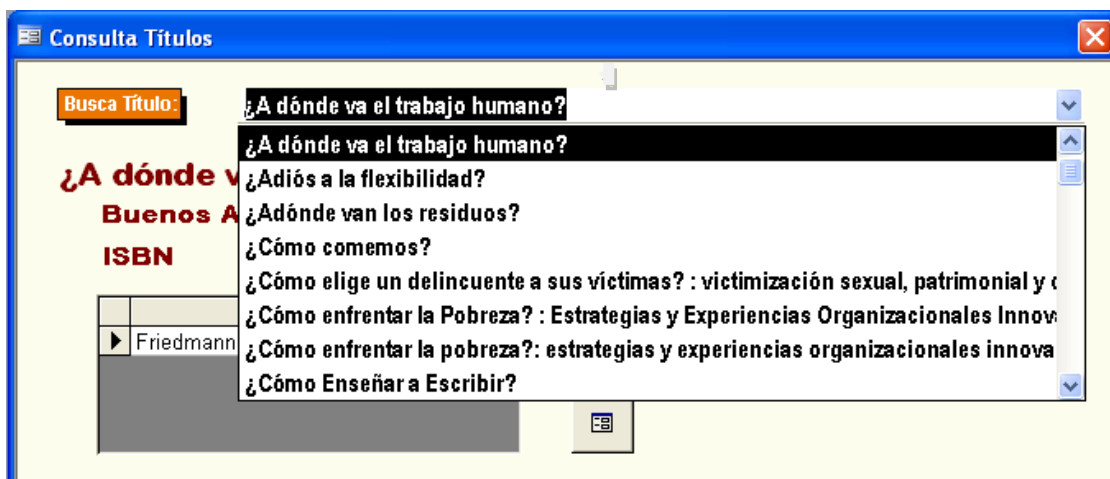 Consulta Títulos
Busca Título:
¿A dónde va el trabajo humano?
¿A dónde va el trabajo humano?
¿Adiós a la flexibilidad?
¿A dónde v
¿Adónde van los residuos?
Buenos A
¿Cómo comemos?
ISBN
¿Cómo elige un delincuente a sus víctimas? : victimización sexual, patrimonial y
¿Cómo enfrentar la Pobreza? : Estrategias y Experiencias Organizacionales Innov
¿Cómo enfrentar la pobreza?: estrategias y experiencias organizacionales innova
Friedmann
¿Cómo Enseñar a Escribir?